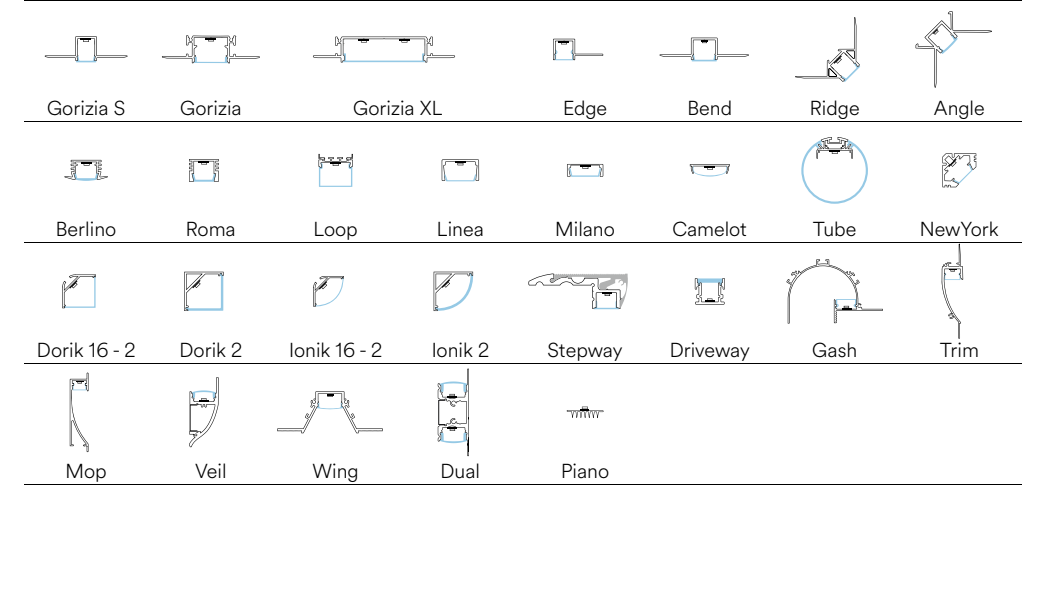 Gorizia S Gorizia Gorizia XL Edge Bend Ridge Angle
Berlino Roma Loop Linea Milano Camelot Tube NewYork
Dorik 16 - 2 Dorik 2 Ionik 16 - 2 Ionik 2 Stepway Driveway Gash Trim
Mop Veil Wing Dual Piano